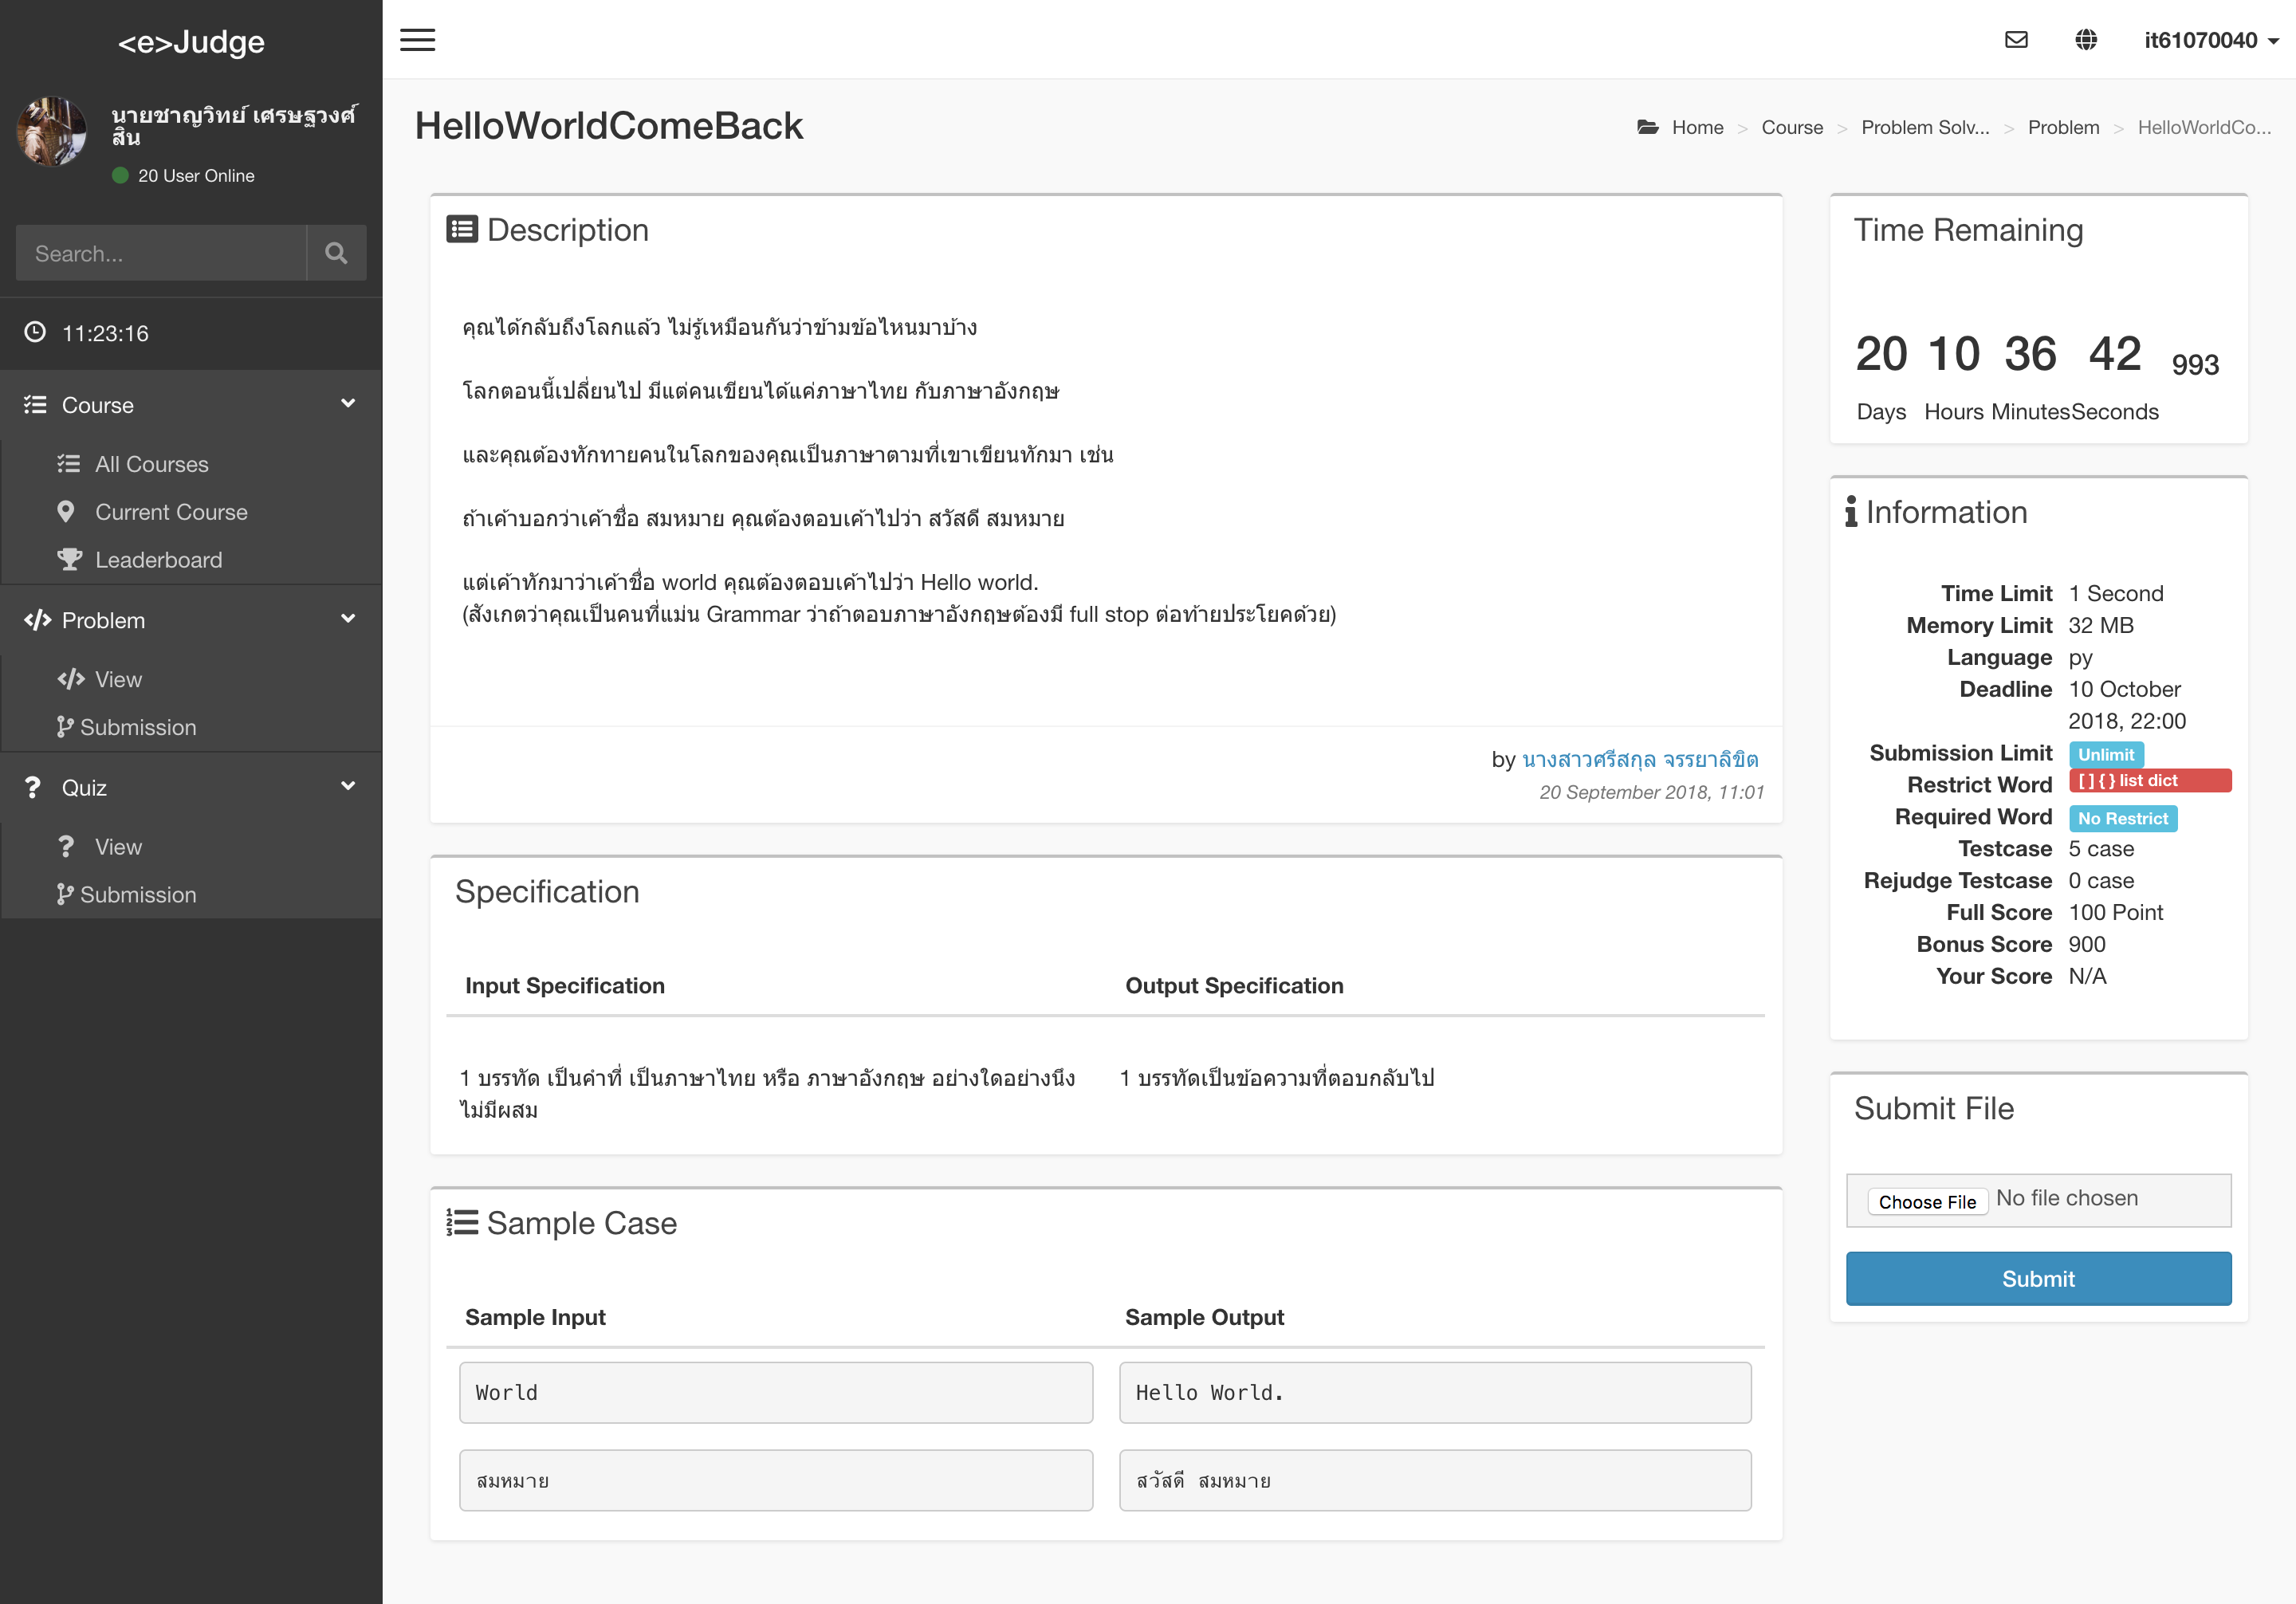 <e>Judge
it61070040
นายชาญวิทย์ เศรษฐวงศ์
สิน
20 User Online
Search...
11:23:16
Course
All Courses
Current Course
Leaderboard
Problem
View
Submission
Quiz
View
Submission
HelloWorldComeBack
Home > Course > Problem Solv... > Problem > HelloWorldCo...
Description
คุณได้กลับถึงโลกแล้ว ไม่รู้เหมือนกันว่าข้ามข้อไหนมาบ้าง
โลกตอนนี้เปลี่ยนไป มีแต่คนเขียนได้แค่ภาษาไทย กับภาษาอังกฤษ
และคุณต้องทักทายคนในโลกของคุณเป็นภาษาตามที่เขาเขียนทักมา เช่น
ถ้าเค้าบอกว่าเค้าชื่อ สมหมาย คุณต้องตอบเค้าไปว่า สวัสดี สมหมาย
แต่เค้าทักมาว่าเค้าชื่อ world คุณต้องตอบเค้าไปว่า Hello world.
(สังเกตว่าคุณเป็นคนที่แม่น Grammar ว่าถ้าตอบภาษาอังกฤษต้องมี full stop ต่อท้ายประโยคด้วย)
by นางสาวศรีสกุล จรรยาลิขิต
20 September 2018, 11:01
Specification
Input Specification Output Specification
1 บรรทัด เป็นคำที่ เป็นภาษาไทย หรือ ภาษาอังกฤษ อย่างใดอย่างนึง
ไม่มีผสม
1 บรรทัดเป็นข้อความที่ตอบกลับไป
Sample Case
Sample Input Sample Output
World Hello World.
สมหมาย สวัสดี สมหมาย
Time Remaining
20 10 36 42 993
Days Hours Minutes Seconds
Information
Time Limit 1 Second
Memory Limit 32 MB
Language py
Deadline 10 October
2018, 22:00
Submission Limit Unlimit
Restrict Word [ ] { } list dict
Required Word No Restrict
Testcase 5 case
Rejudge Testcase 0 case
Full Score 100 Point
Bonus Score 900
Your Score N/A
Submit File
Choose File No file chosen
Submit